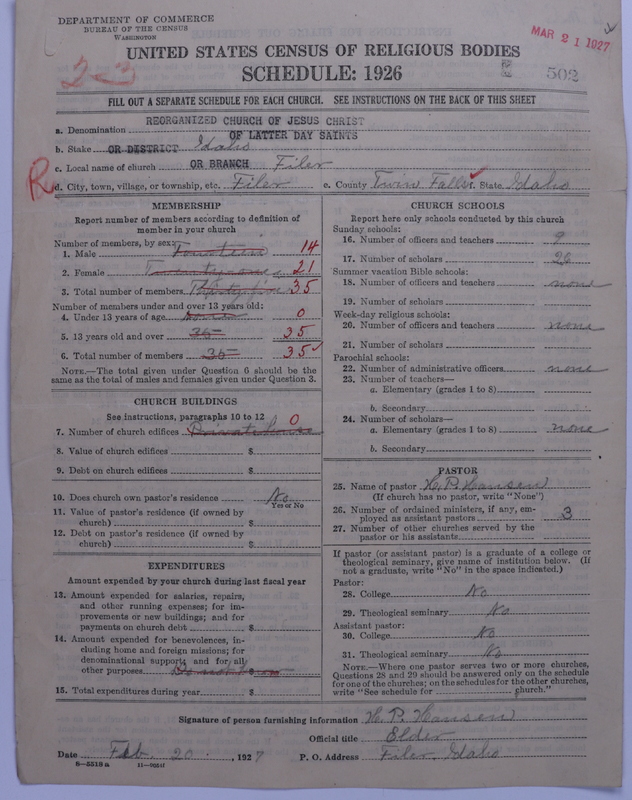 DEPARTMENT OF COMMERCE
BUREAU OF THE CENSUS
WASHINGTON
MAR 21 1927
UNITED STATES CENSUS OF RELIGIOUS BODIES
2-3
SCHEDULE: 1926
502
FILL OUT A SEPARATE SCHEDULE FOR EACH CHURCH. SEE INSTRUCTIONS ON THE BACK OF THIS SHEET
REORGANIZED CHURCH OF JESUS CHRIST
a. Denomination
OF LATTER DAY SAINTS
b. Stake OR DISTRICT Idaho
c. Local name of church OR BRANCH Filer
R
d. City, town, village, or township, etc. Filer e. County Twin Falls f. State Idaho
MEMBERSHIP
Report number of members according to definition of
member in your church
Number of members, by sex:
1. Male Fourteen 14
2. Female Twenty one 21
3. Total number of members 35
Number of members under and over 13 years old:
4. Under 13 years of age 0
5. 13 years old and over 35 35
6. Total number of members 35 35
NOTE.—The total given under Question 6 should be
same as the total of males and females given under Question 3.
CHURCH BUILDINGS
See instructions, paragraphs 10 to 12
7. Number of church edifices Private house 0
8. Value of church edifices $
9. Debt on church edifices $
10. Does church own pastor's residence No
Yes or No
11. Value of pastor's residence (if owned by
church) $
12. Debt on pastor's residence (if owned by
church) $
EXPENDITURES
Amount expended by your church during last fiscal year
13. Amount expended for salaries, repairs,
and other running expenses; for im-
provements or new buildings; and for
payments on church debt $
14. Amount expended for benevolences, in-
cluding home and foreign missions; for
denominational support; and for all
other purposes $
15. Total expenditures during year $
CHURCH SCHOOLS
Report here only schools conducted by this church
Sunday schools:
16. Number of officers and teachers 9
17. Number of scholars 26
Summer vacation Bible schools:
18. Number of officers and teachers none
19. Number of scholars
Week-day religious schools:
20. Number of officers and teachers none
21. Number of scholars
Parochial schools:
22. Number of administrative officers none
23. Number of teachers—
a. Elementary (grades 1 to 8)
b. Secondary
24. Number of scholars—
a. Elementary (grades 1 to 8) none
b. Secondary
PASTOR
25. Name of pastor H. P. Hansen
(If church has no pastor, write "None")
26. Number of ordained ministers, if any, em-
ployed as assistant pastors 3
27. Number of other churches served by the
pastor or his assistants
If pastor (or assistant pastor) is a graduate of a college or
theological seminary, give name of institution below. (If
not a graduate, write "No" in the space indicated.)
Pastor:
28. College No
29. Theological seminary No
Assistant pastor:
30. College No
31. Theological seminary No
NOTE.—Where one pastor serves two or more churches,
Questions 28 and 29 should be answered only on the schedule
for one of the churches; on the schedules for the other churches,
write "See schedule for church."
Signature of person furnishing information H. P. Hansen
Official title Elder
Date Feb. 20, 1927 P. O. Address Filer, Idaho
8—5518 a